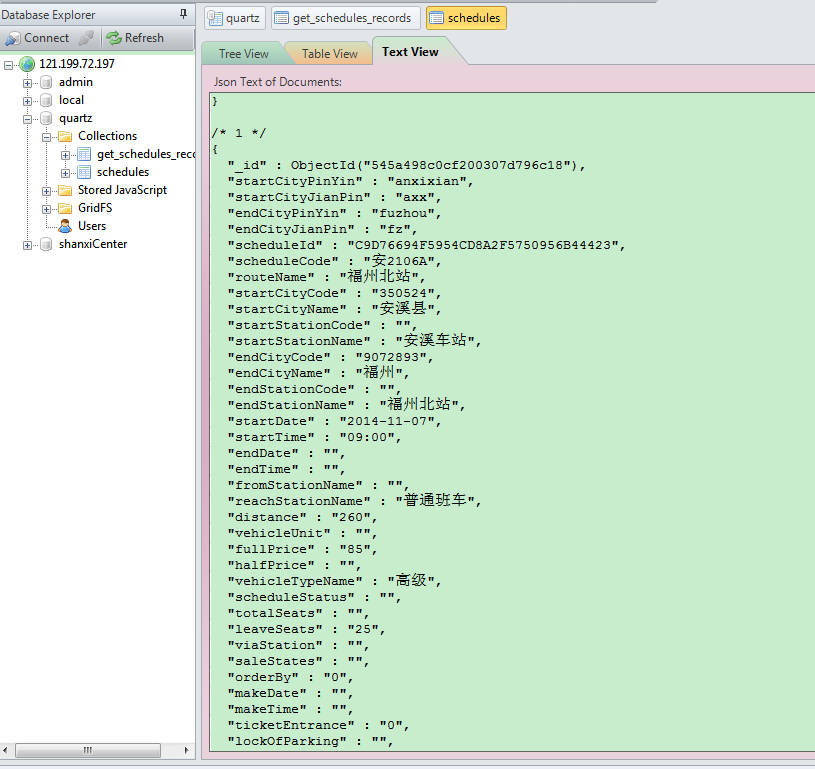 Database Explorer
Connect Refresh
121.199.72.197
admin
local
quartz
Collections
get_schedules_reco
schedules
Stored JavaScript
GridFS
Users
shanxiCenter
quartz get_schedules_records schedules
Tree View Table View Text View
Json Text of Documents:
}
/* 1 */
{
"_id" : ObjectId("545a498c0cf200307d796c18"),
"startCityPinYin" : "anxixian",
"startCityJianPin" : "axx",
"endCityPinYin" : "fuzhou",
"endCityJianPin" : "fz",
"scheduleId" : "C9D76694F5954CD8A2F5750956B44423",
"scheduleCode" : "安2106A",
"routeName" : "福州北站",
"startCityCode" : "350524",
"startCityName" : "安溪县",
"startStationCode" : "",
"startStationName" : "安溪车站",
"endCityCode" : "9072893",
"endCityName" : "福州",
"endStationCode" : "",
"endStationName" : "福州北站",
"startDate" : "2014-11-07",
"startTime" : "09:00",
"endDate" : "",
"endTime" : "",
"fromStationName" : "",
"reachStationName" : "普通班车",
"distance" : "260",
"vehicleUnit" : "",
"fullPrice" : "85",
"halfPrice" : "",
"vehicleTypeName" : "高级",
"scheduleStatus" : "",
"totalSeats" : "",
"leaveSeats" : "25",
"viaStation" : "",
"saleStates" : "",
"orderBy" : "0",
"makeDate" : "",
"makeTime" : "",
"ticketEntrance" : "0",
"lockOfParking" : "",